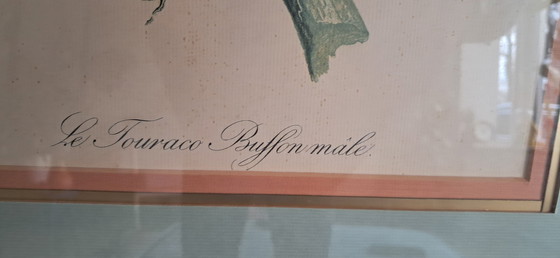 Le Touraco Buffon mâle.